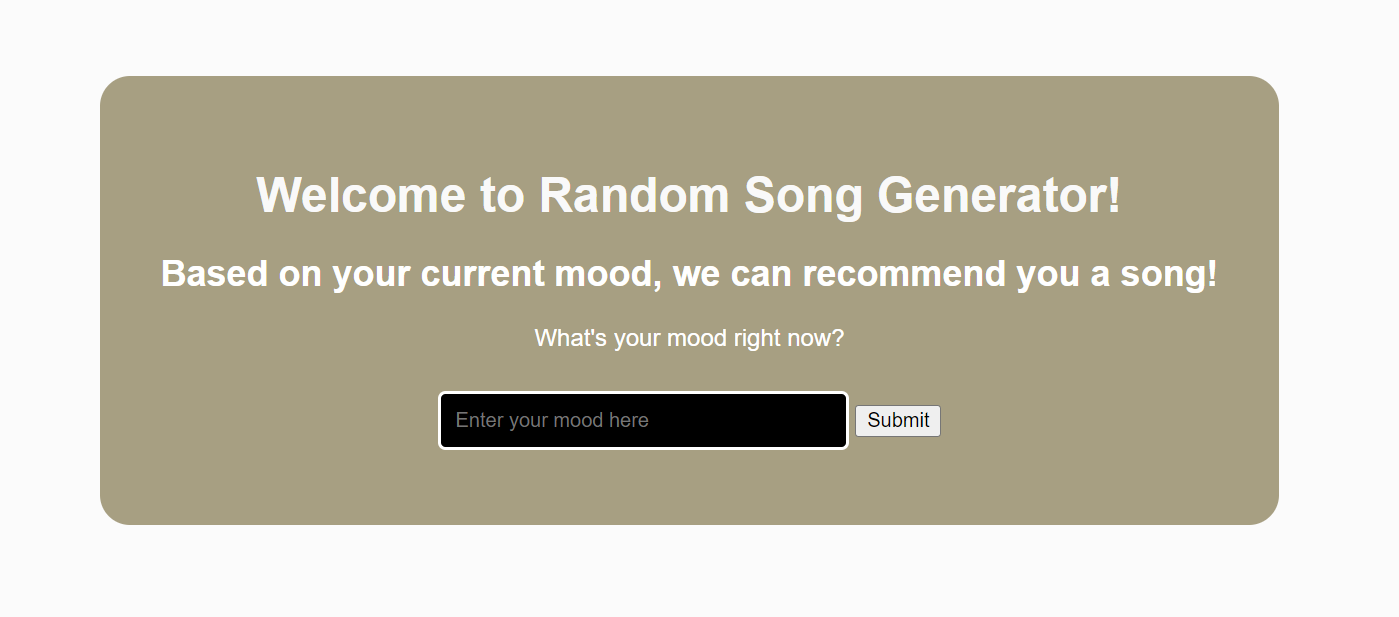 Welcome to Random Song Generator!
Based on your current mood, we can recommend you a song!
What's your mood right now?
Enter your mood here
Submit